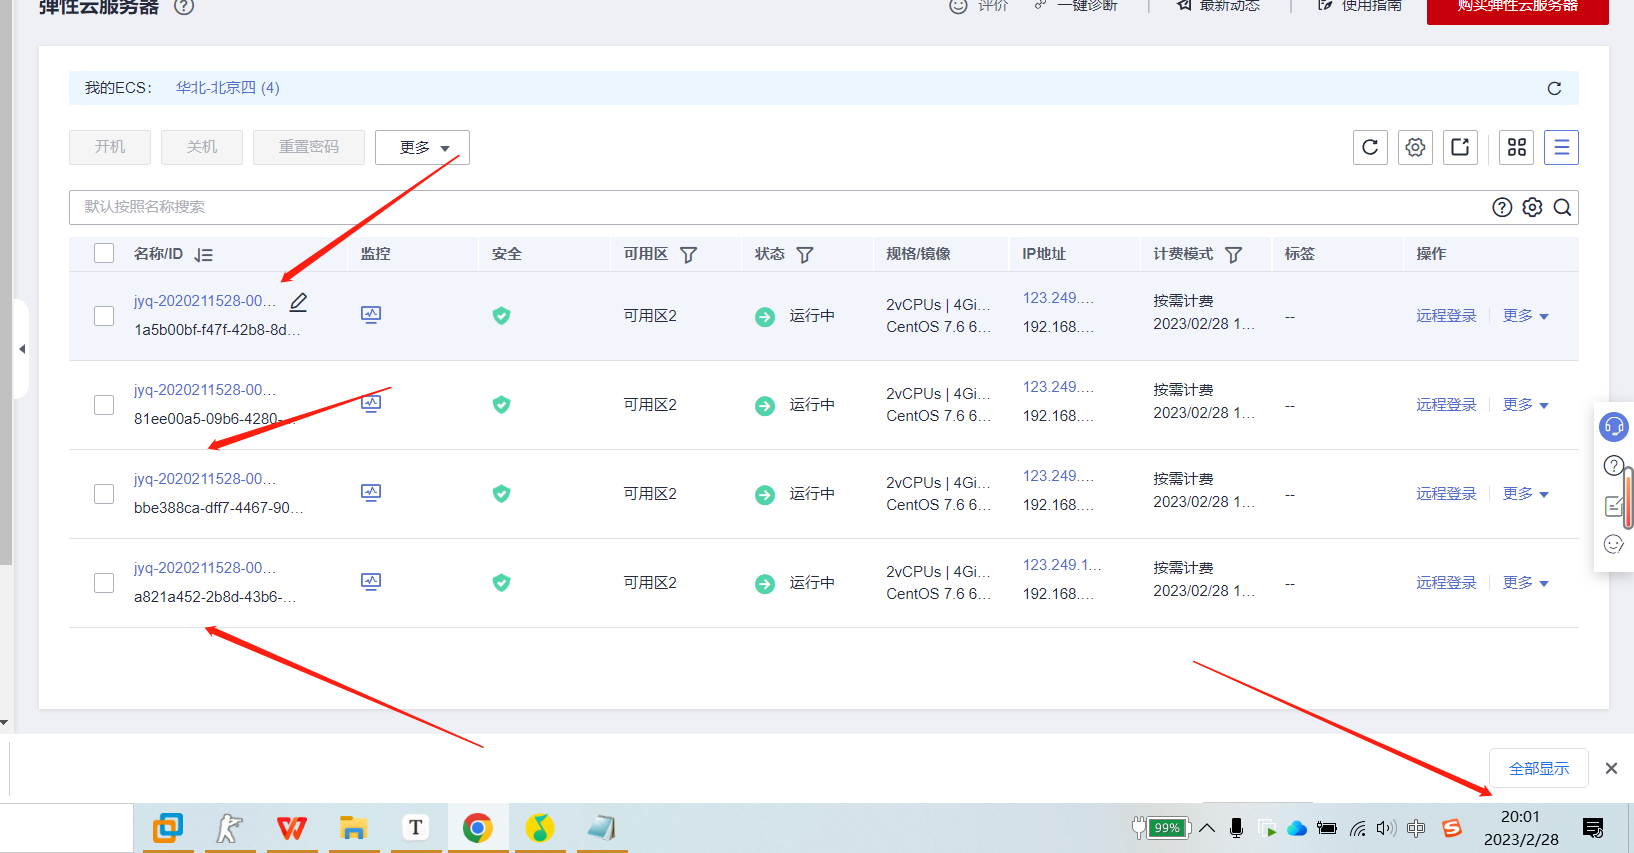 弹性云服务器
评价 一键诊断 最新动态 使用指南 购买弹性云服务器
我的ECS: 华北-北京四 (4)
开机 关机 重置密码 更多
默认按照名称搜索
名称/ID 监控 安全 可用区 状态 规格/镜像 IP地址 计费模式 标签 操作
jyq-2020211528-00...
1a5b00bf-f47f-42b8-8d...
可用区2 运行中
2vCPUs | 4Gi...
CentOS 7.6 6...
123.249....
192.168....
按需计费
2023/02/28 1...
-- 远程登录 更多
jyq-2020211528-00...
81ee00a5-09b6-4280-...
可用区2 运行中
2vCPUs | 4Gi...
CentOS 7.6 6...
123.249....
192.168....
按需计费
2023/02/28 1...
-- 远程登录 更多
jyq-2020211528-00...
bbe388ca-dff7-4467-90...
可用区2 运行中
2vCPUs | 4Gi...
CentOS 7.6 6...
123.249....
192.168....
按需计费
2023/02/28 1...
-- 远程登录 更多
jyq-2020211528-00...
a821a452-2b8d-43b6-...
可用区2 运行中
2vCPUs | 4Gi...
CentOS 7.6 6...
123.249.1...
192.168....
按需计费
2023/02/28 1...
-- 远程登录 更多
全部显示
99%
中
20:01
2023/2/28